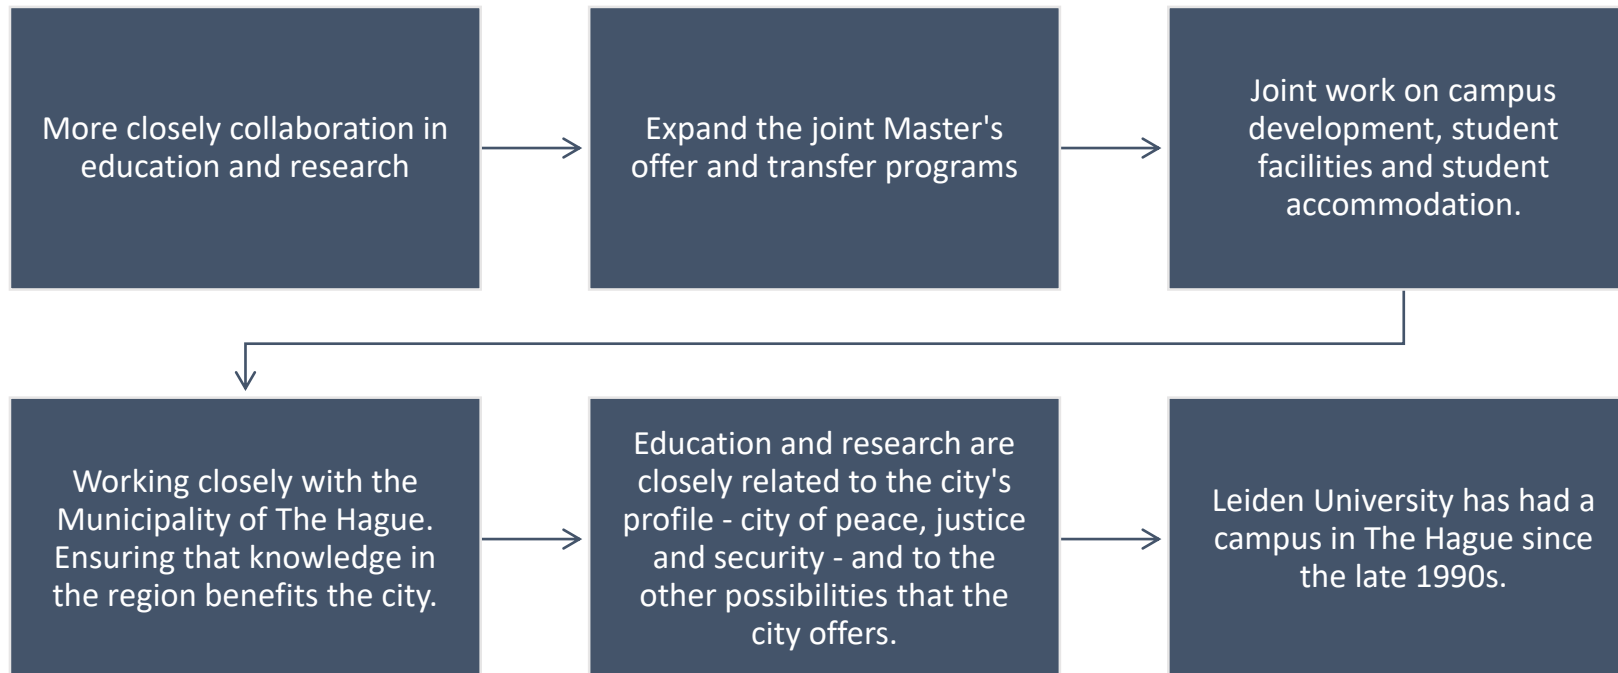 More closely collaboration in
education and research
Expand the joint Master's
offer and transfer programs
Joint work on campus
development, student
facilities and student
accommodation.
Working closely with the
Municipality of The Hague.
Ensuring that knowledge in
the region benefits the city.
Education and research are
closely related to the city's
profile - city of peace, justice
and security - and to the
other possibilities that the
city offers.
Leiden University has had a
campus in The Hague since
the late 1990s.